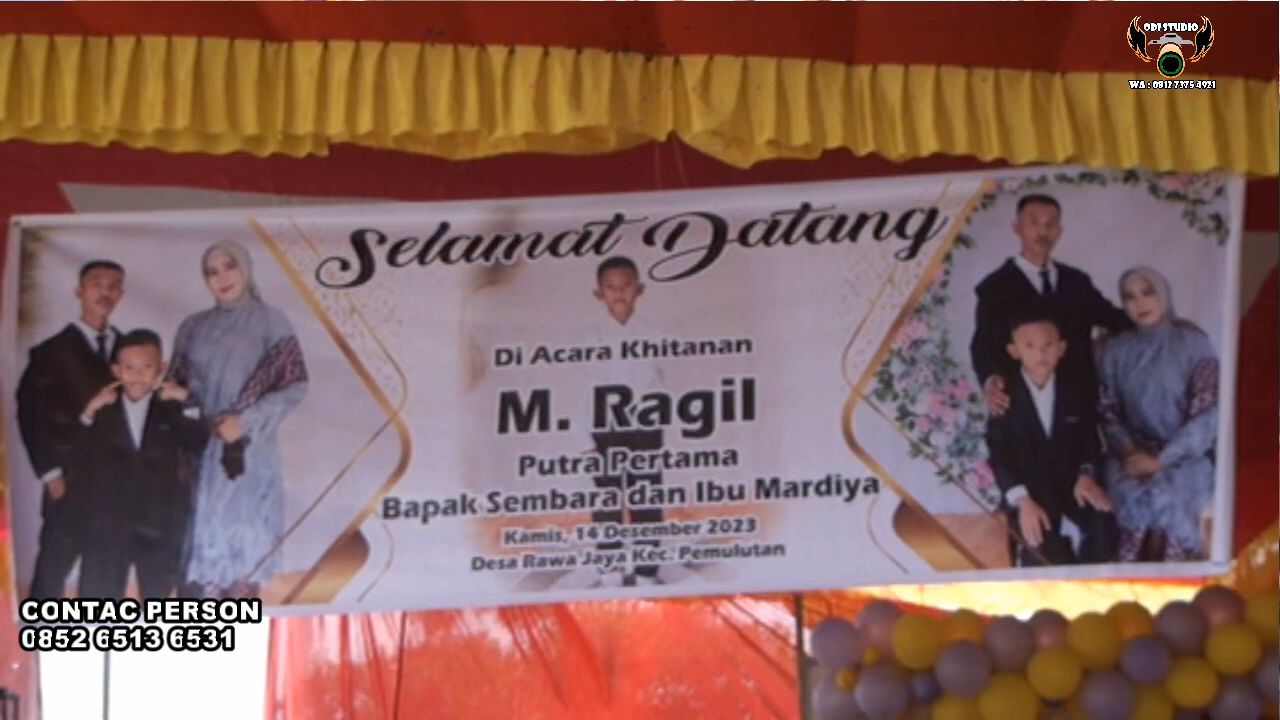 ODI STUDIO
WA : 0812 7375 4921
Selamat Datang
Di Acara Khitanan
M. Ragil
Putra Pertama
Bapak Sembara dan Ibu Mardiya
Kamis, 14 Desember 2023
Desa Rawa Jaya Kec. Pemulutan
CONTAC PERSON
0852 6513 6531